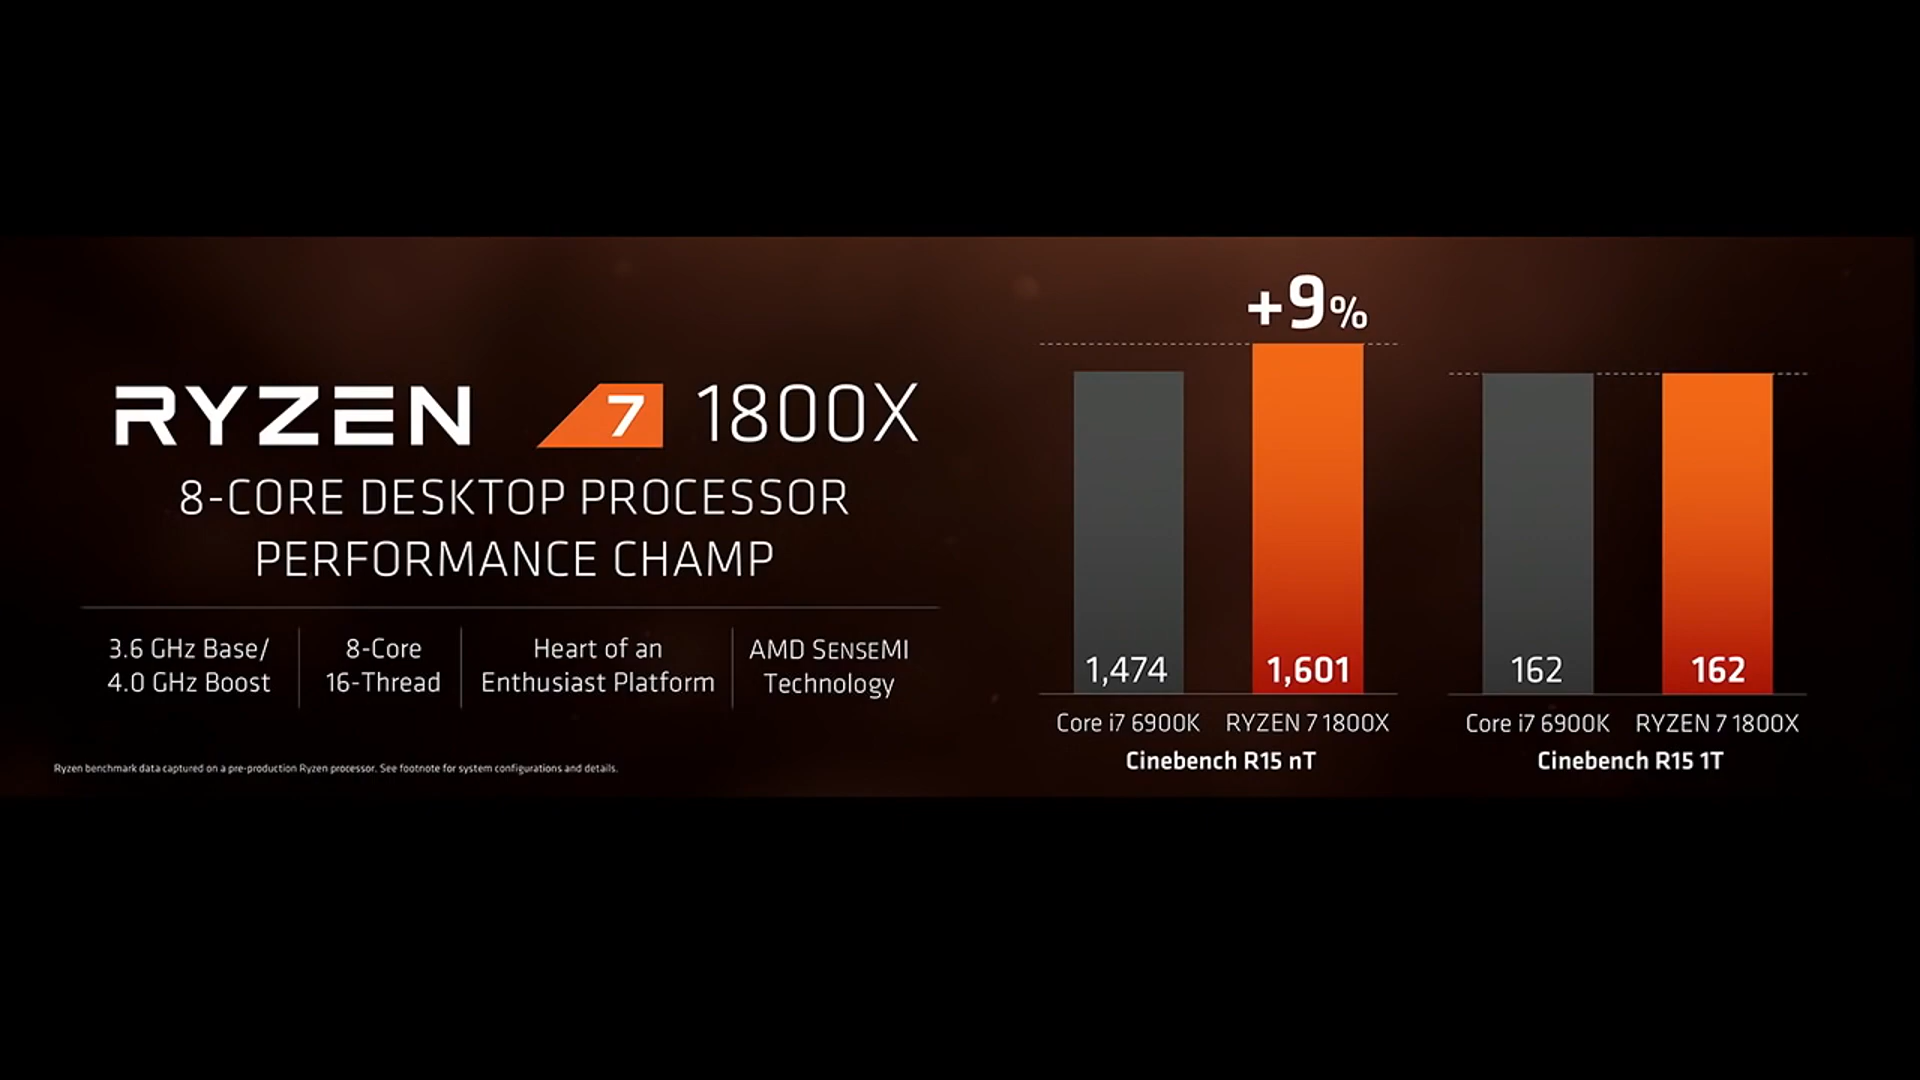 RYZEN 7 1800X
8-CORE DESKTOP PROCESSOR
PERFORMANCE CHAMP
3.6 GHz Base/
4.0 GHz Boost
8-Core
16-Thread
Heart of an
Enthusiast Platform
AMD SENSEMI
Technology
Ryzen benchmark data captured on a pre-production Ryzen processor. See footnote for system configurations and details.
+9%
1,474
1,601
Core i7 6900K
RYZEN 7 1800X
Cinebench R15 nT
162
162
Core i7 6900K
RYZEN 7 1800X
Cinebench R15 1T